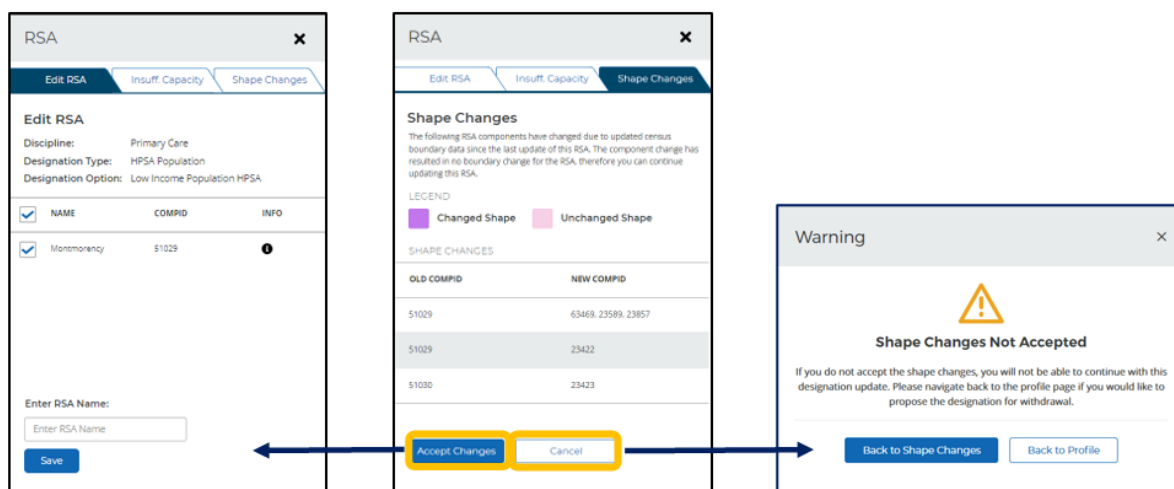 RSA
Edit RSA Insuff. Capacity Shape Changes
Edit RSA
Discipline: Primary Care
Designation Type: HPSA Population
Designation Option: Low Income Population HPSA
NAME COMPID INFO
Montmorency 51029
Enter RSA Name:
Enter RSA Name
Save
RSA
Edit RSA Insuff. Capacity Shape Changes
Shape Changes
The following RSA components have changed due to updated census
boundary data since the last update of this RSA. The component change has
resulted in no boundary change for the RSA, therefore you can continue
updating this RSA.
LEGEND
Changed Shape Unchanged Shape
SHAPE CHANGES
OLD COMPID NEW COMPID
51029 63469, 23589, 23857
51029 23422
51030 23423
Accept Changes Cancel
Warning
Shape Changes Not Accepted
If you do not accept the shape changes, you will not be able to continue with this
designation update. Please navigate back to the profile page if you would like to
propose the designation for withdrawal.
Back to Shape Changes Back to Profile